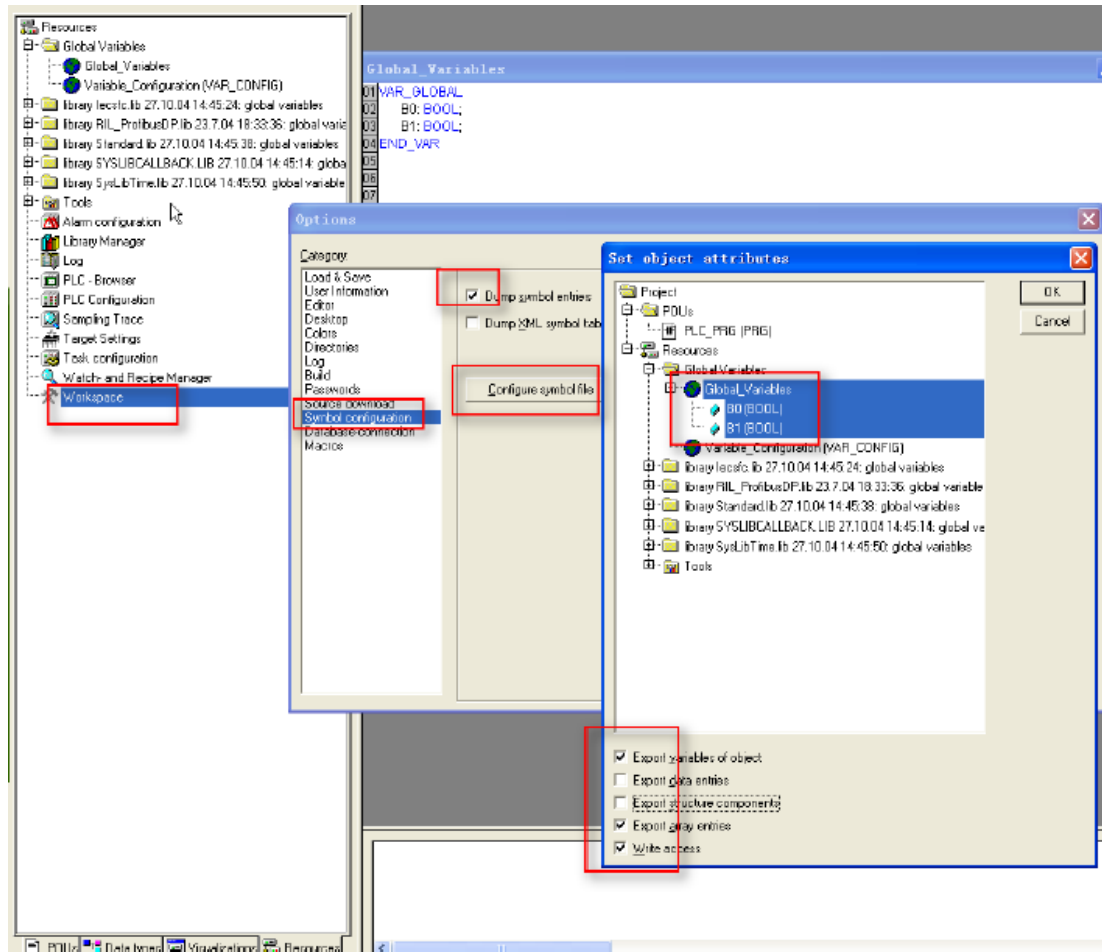 Resources
Global Variables
Global_Variables
Variable_Configuration (VAR_CONFIG)
library Iecsfc.lib 27.10.04 14:45:24: global variables
library RIL_ProfibusDP.lib 23.7.04 18:33:36: global varia
library Standard.lib 27.10.04 14:45:38: global variables
library SYSLIBCALLBACK.LIB 27.10.04 14:45:14: globa
library SysLibTime.lib 27.10.04 14:45:50: global variable
Tools
Alarm configuration
Library Manager
Log
PLC - Browser
PLC Configuration
Sampling Trace
Target Settings
Task configuration
Watch- and Recipe Manager
Workspace
POUs Data types Visualizations Resources
Global_Variables
01 VAR_GLOBAL
02 B0: BOOL;
03 B1: BOOL;
04 END_VAR
05
06
07
Options
Category:
Load & Save
User Information
Editor
Desktop
Colors
Directories
Log
Build
Passwords
Source download
Symbol configuration
Database-connection
Macros
Dump symbol entries
Dump XML symbol tab
Configure symbol file
Set object attributes
Project
POUs
PLC_PRG (PRG)
Resources
Global Variables
Global_Variables
B0 (BOOL)
B1 (BOOL)
Variable_Configuration (VAR_CONFIG)
library Iecsfc.lib 27.10.04 14:45:24: global variables
library RIL_ProfibusDP.lib 23.7.04 18:33:36: global variable
library Standard.lib 27.10.04 14:45:38: global variables
library SYSLIBCALLBACK.LIB 27.10.04 14:45:14: global va
library SysLibTime.lib 27.10.04 14:45:50: global variables
Tools
OK
Cancel
Export variables of object
Export data entries
Export structure components
Export array entries
Write access